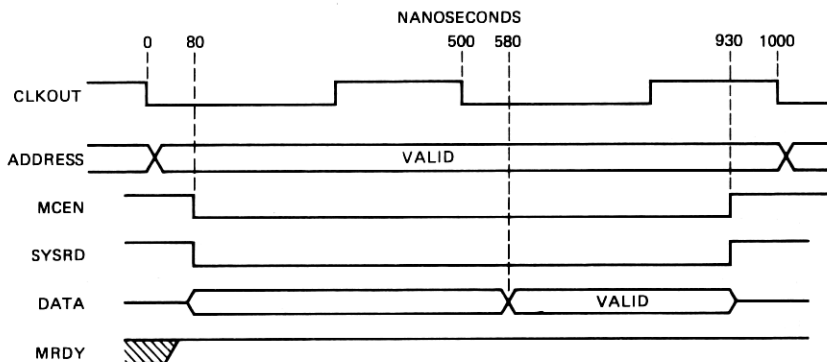 NANOSECONDS
0 80 500 580 930 1000
CLKOUT
ADDRESS VALID
MCEN
SYSRD
DATA VALID
MRDY